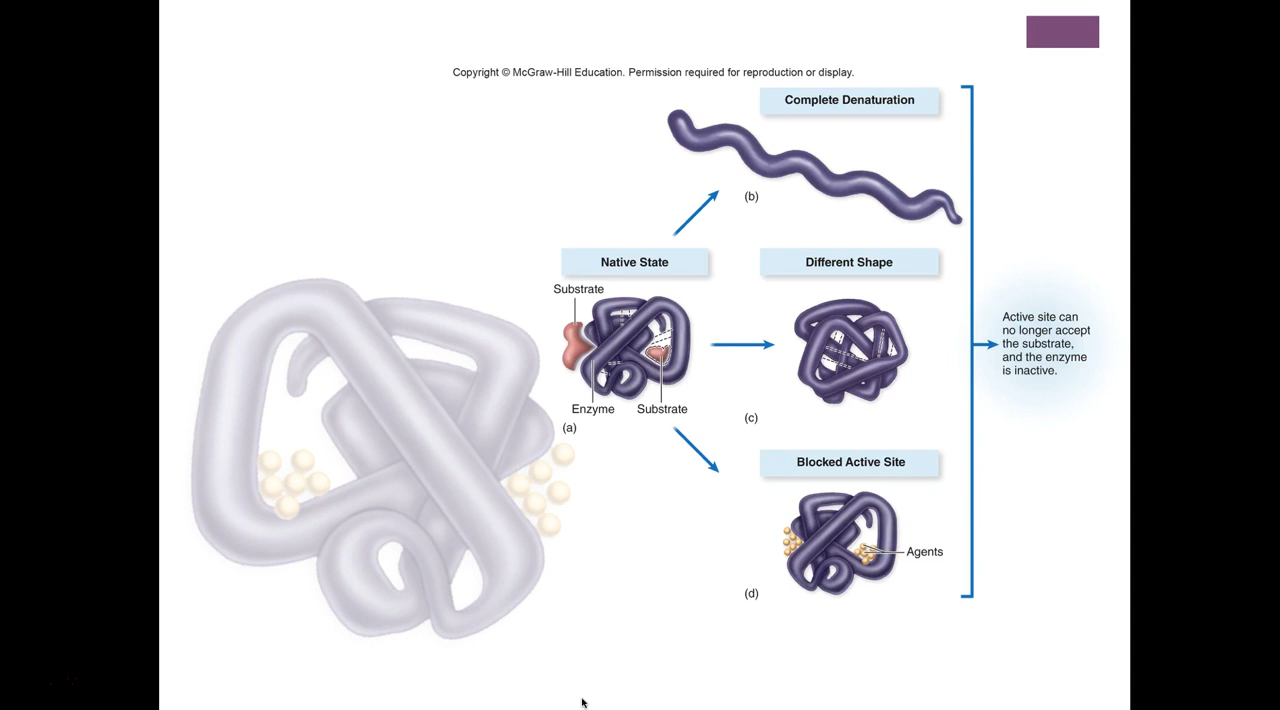 Copyright © McGraw-Hill Education. Permission required for reproduction or display.
Complete Denaturation
(b)
Native State
Different Shape
Substrate
Active site can
no longer accept
the substrate,
and the enzyme
is inactive.
Enzyme
Substrate
(a)
(c)
Blocked Active Site
Agents
(d)